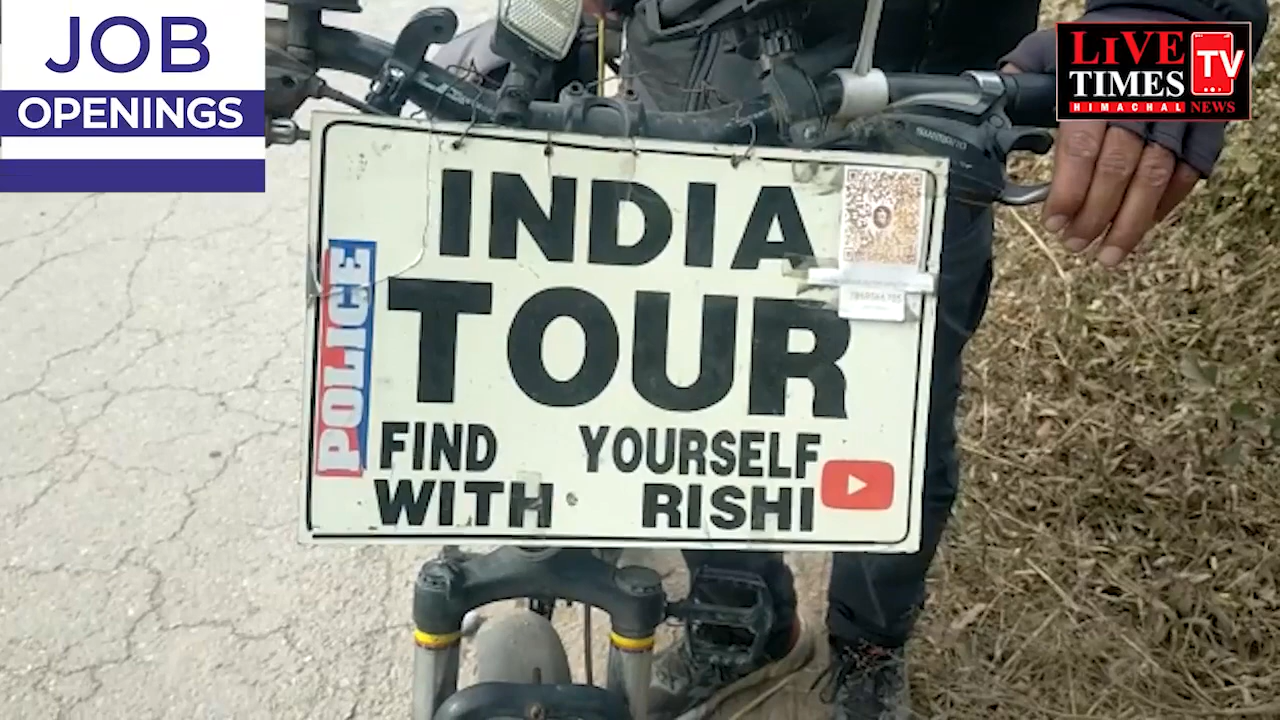 JOB
OPENINGS
LiVE
TIMES TV
HIMACHAL NEWS
INDIA
TOUR
POLICE
FIND YOURSELF
WITH RISHI